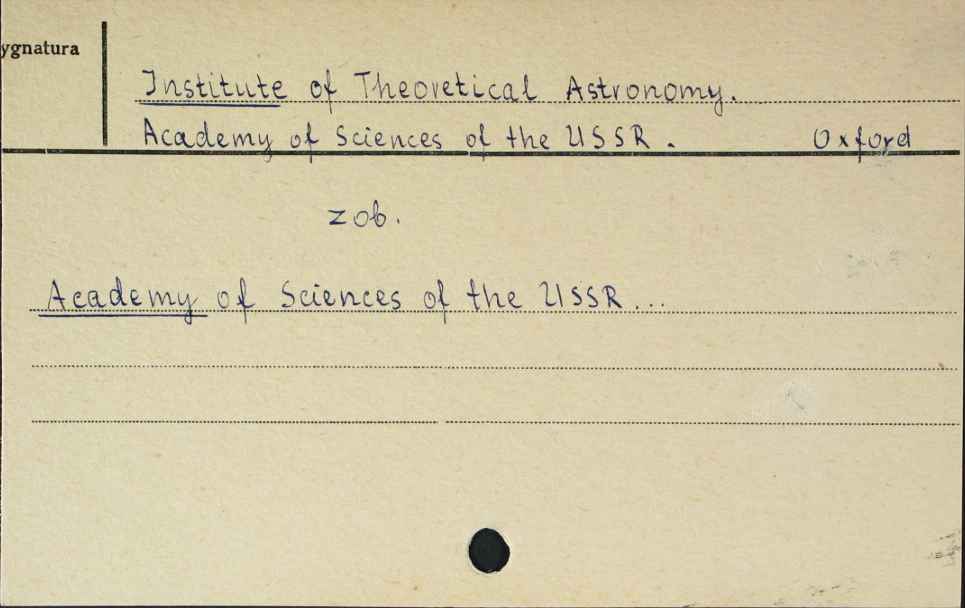 ygnatura
Institute of Theoretical Astronomy.
Academy of Sciences of the USSR. Oxford
zob.
Academy of Sciences of the USSR...